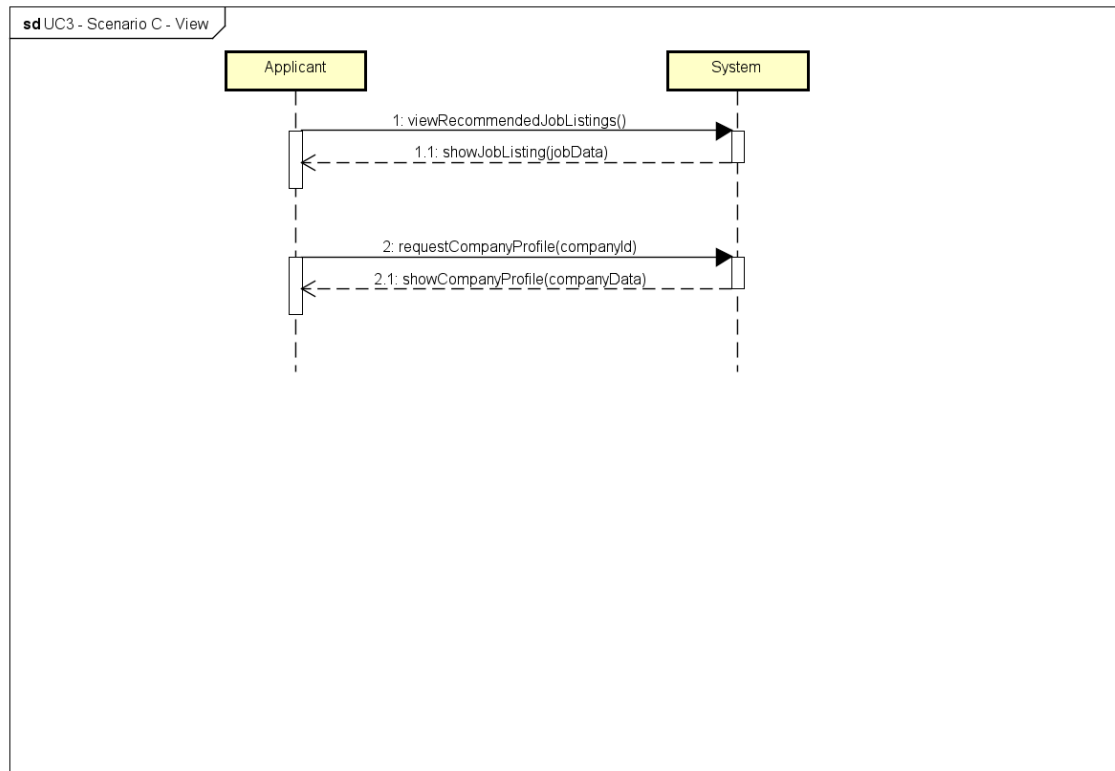 sd UC3 - Scenario C - View
Applicant
System
1: viewRecommendedJobListings()
1.1: showJobListing(jobData)
2: requestCompanyProfile(companyId)
2.1: showCompanyProfile(companyData)